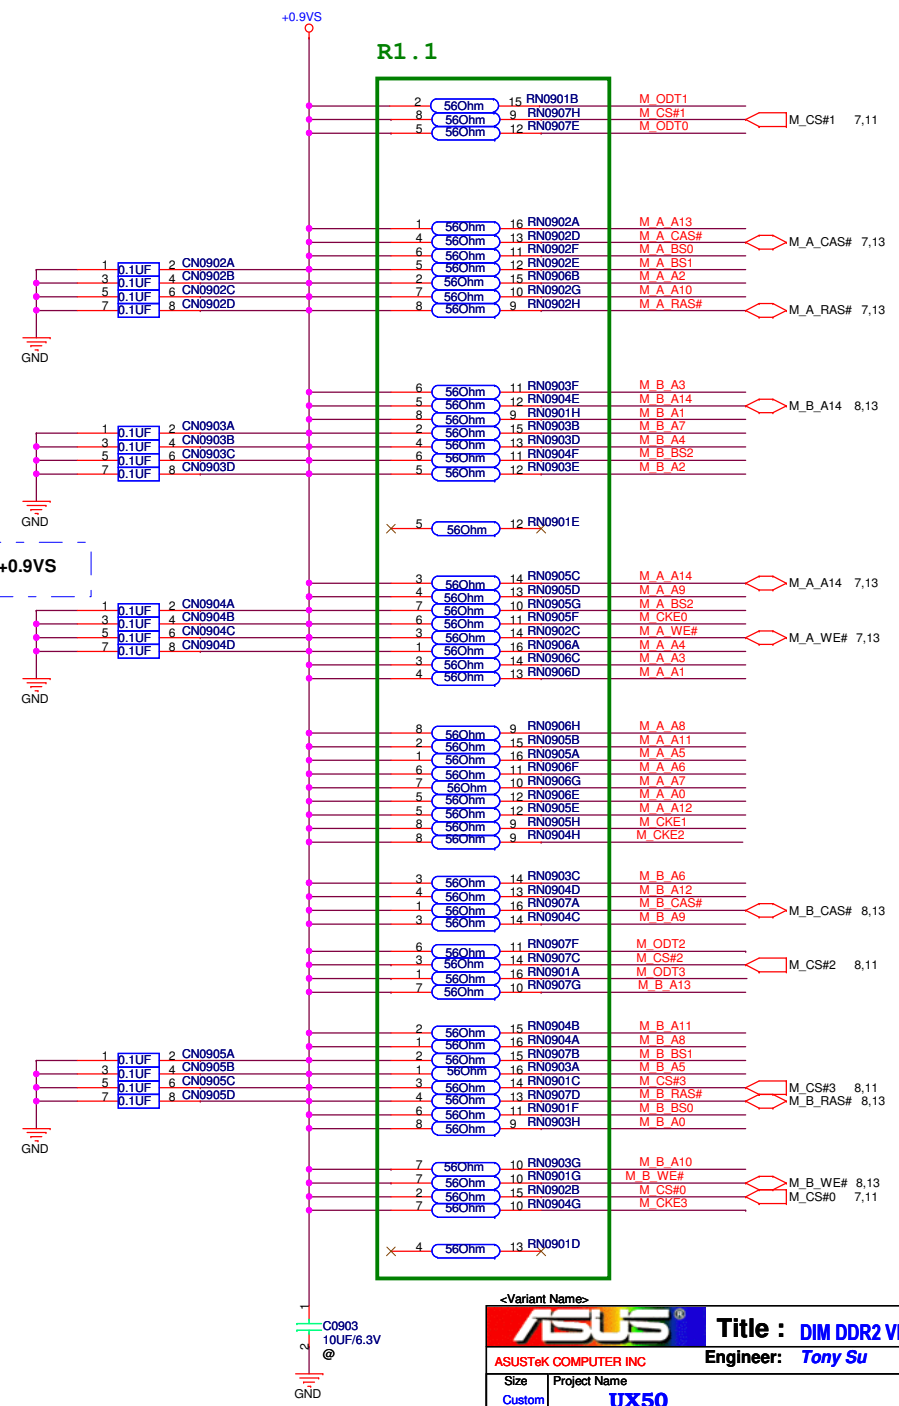 +0.9VS
R1.1
2 56Ohm 15 RN0901B M_ODT1
8 56Ohm 9 RN0907H M_CS#1 M_CS#1 7,11
5 56Ohm 12 RN0907E M_ODT0
1 56Ohm 16 RN0902A M_A_A13
4 56Ohm 13 RN0902D M_A_CAS# M_A_CAS# 7,13
6 56Ohm 11 RN0902F M_A_BS0
1 0.1UF 2 CN0902A 5 56Ohm 12 RN0902E M_A_BS1
3 0.1UF 4 CN0902B 2 56Ohm 15 RN0906B M_A_A2
5 0.1UF 6 CN0902C 7 56Ohm 10 RN0902G M_A_A10
7 0.1UF 8 CN0902D 8 56Ohm 9 RN0902H M_A_RAS# M_A_RAS# 7,13
GND
6 56Ohm 11 RN0903F M_B_A3
5 56Ohm 12 RN0904E M_B_A14 M_B_A14 8,13
8 56Ohm 9 RN0901H M_B_A1
1 0.1UF 2 CN0903A 2 56Ohm 15 RN0903B M_B_A7
3 0.1UF 4 CN0903B 4 56Ohm 13 RN0903D M_B_A4
5 0.1UF 6 CN0903C 6 56Ohm 11 RN0904F M_B_BS2
7 0.1UF 8 CN0903D 5 56Ohm 12 RN0903E M_B_A2
GND
5 56Ohm 12 RN0901E
+0.9VS
3 56Ohm 14 RN0905C M_A_A14 M_A_A14 7,13
4 56Ohm 13 RN0905D M_A_A9
1 0.1UF 2 CN0904A 7 56Ohm 10 RN0905G M_A_BS2
3 0.1UF 4 CN0904B 6 56Ohm 11 RN0905F M_CKE0
5 0.1UF 6 CN0904C 3 56Ohm 14 RN0902C M_A_WE# M_A_WE# 7,13
7 0.1UF 8 CN0904D 1 56Ohm 16 RN0906A M_A_A4
3 56Ohm 14 RN0906C M_A_A3
4 56Ohm 13 RN0906D M_A_A1
GND
8 56Ohm 9 RN0906H M_A_A8
2 56Ohm 15 RN0905B M_A_A11
1 56Ohm 16 RN0905A M_A_A5
6 56Ohm 11 RN0906F M_A_A6
7 56Ohm 10 RN0906G M_A_A7
5 56Ohm 12 RN0906E M_A_A0
5 56Ohm 12 RN0905E M_A_A12
8 56Ohm 9 RN0905H M_CKE1
8 56Ohm 9 RN0904H M_CKE2
3 56Ohm 14 RN0903C M_B_A6
4 56Ohm 13 RN0904D M_B_A12
1 56Ohm 16 RN0907A M_B_CAS# M_B_CAS# 8,13
3 56Ohm 14 RN0904C M_B_A9
6 56Ohm 11 RN0907F M_ODT2
3 56Ohm 14 RN0907C M_CS#2 M_CS#2 8,11
1 56Ohm 16 RN0901A M_ODT3
7 56Ohm 10 RN0907G M_B_A13
2 56Ohm 15 RN0904B M_B_A11
1 56Ohm 16 RN0904A M_B_A8
1 0.1UF 2 CN0905A 2 56Ohm 15 RN0907B M_B_BS1
3 0.1UF 4 CN0905B 1 56Ohm 16 RN0903A M_B_A5
5 0.1UF 6 CN0905C 3 56Ohm 14 RN0901C M_CS#3 M_CS#3 8,11
7 0.1UF 8 CN0905D 4 56Ohm 13 RN0907D M_B_RAS# M_B_RAS# 8,13
6 56Ohm 11 RN0901F M_B_BS0
8 56Ohm 9 RN0903H M_B_A0
GND
7 56Ohm 10 RN0903G M_B_A10
7 56Ohm 10 RN0901G M_B_WE# M_B_WE# 8,13
2 56Ohm 15 RN0902B M_CS#0 M_CS#0 7,11
7 56Ohm 10 RN0904G M_CKE3
4 56Ohm 13 RN0901D
1
C0903
10UF/6.3V
2 @
GND
<Variant Name>
ASUS ® Title : DIM DDR2
ASUSTeK COMPUTER INC Engineer: Tony Su
Size Project Name
Custom UX50